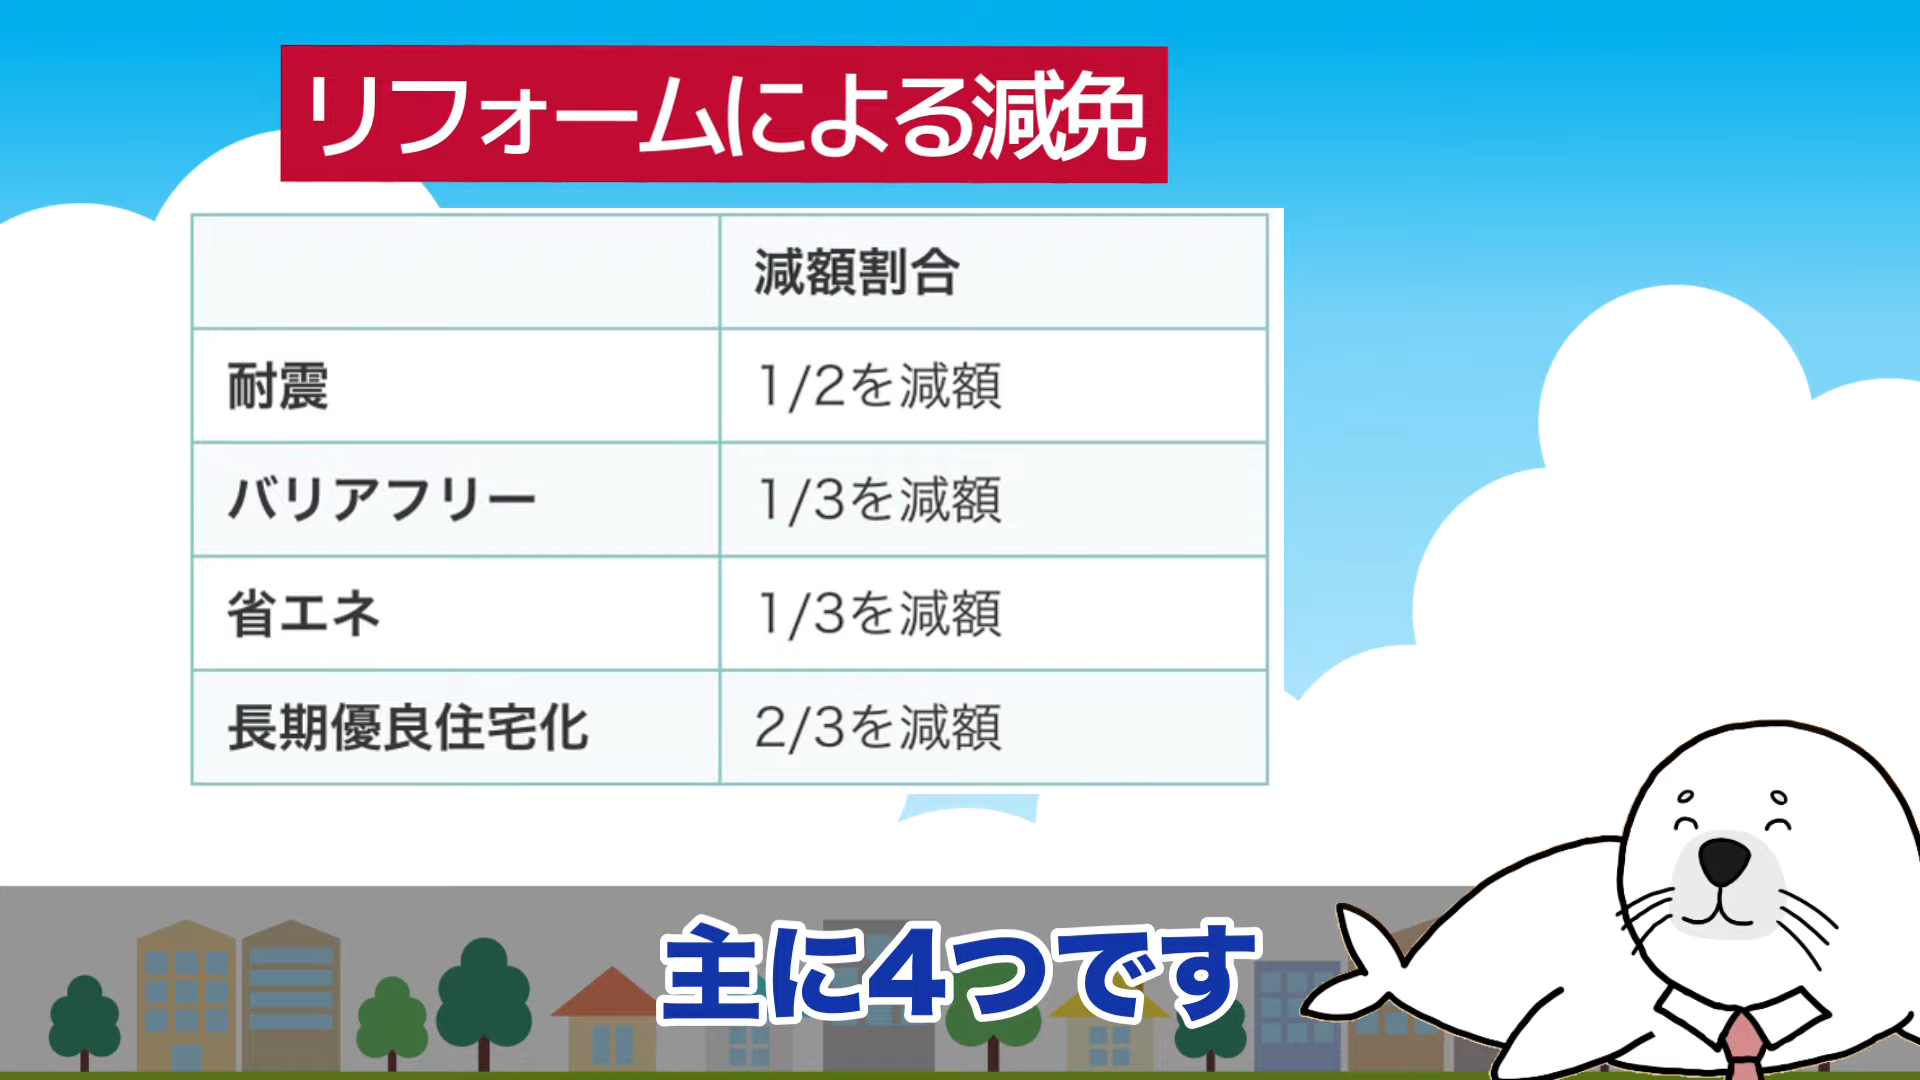 リフォームによる減免
減額割合
耐震 1/2を減額
バリアフリー 1/3を減額
省エネ 1/3を減額
長期優良住宅化 2/3を減額
主に4つです